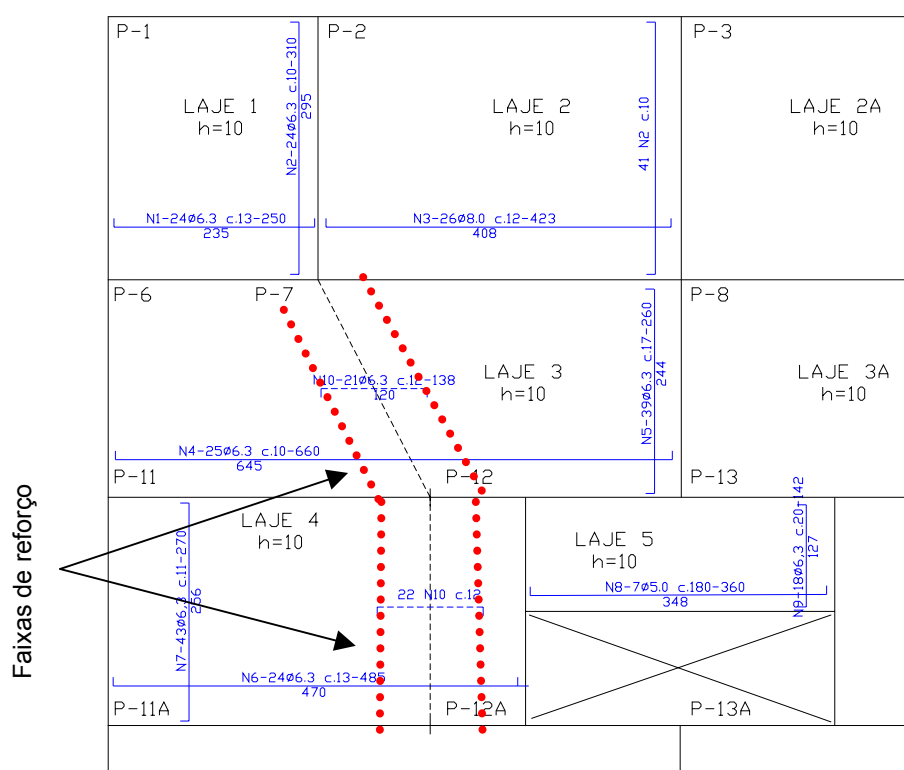 P-1
P-2
P-3
N2-24ø6.3 c.10-310
295
LAJE 1
h=10
LAJE 2
h=10
41 N2 c.10
LAJE 2A
h=10
N1-24ø6.3 c.13-250
235
N3-26ø8.0 c.12-423
408
P-6
P-7
P-8
N10-21ø6.3 c.12-138
120
LAJE 3
h=10
N5-39ø6.3 c.17-260
244
LAJE 3A
h=10
N4-25ø6.3 c.10-660
645
P-11
P-12
P-13
Faixas de reforço
LAJE 4
h=10
N7-43ø6,3 c.11-270
256
LAJE 5
h=10
N9-18ø6,3 c.20-142
127
22 N10 c.12
N8-7ø5.0 c.180-360
348
N6-24ø6.3 c.13-485
470
P-11A
P-12A
P-13A